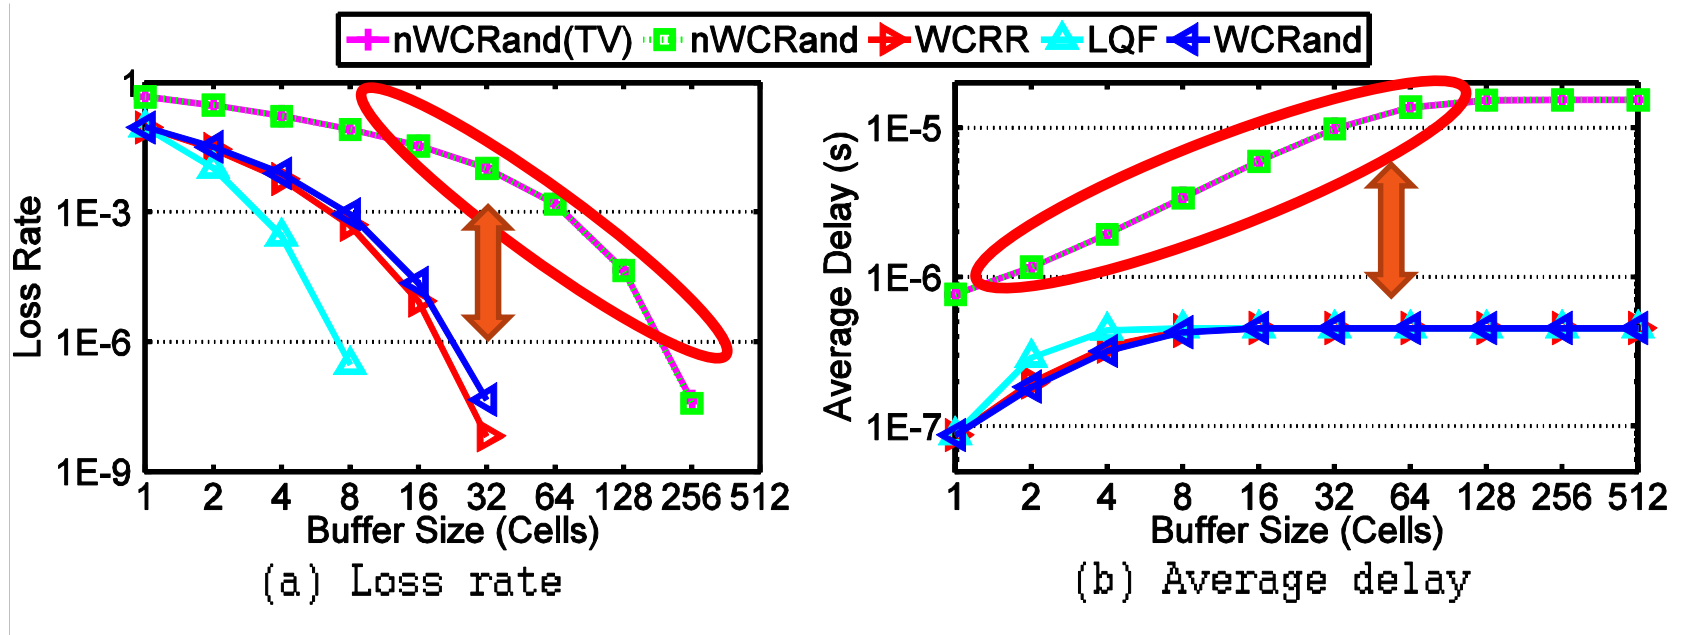 nWCRand(TV) nWCRand WCRR LQF WCRand
1
1E-3
1E-6
1E-9
Loss Rate
1 2 4 8 16 32 64 128 256 512
Buffer Size (Cells)
(a) Loss rate
1E-5
1E-6
1E-7
Average Delay (s)
1 2 4 8 16 32 64 128 256 512
Buffer Size (Cells)
(b) Average delay